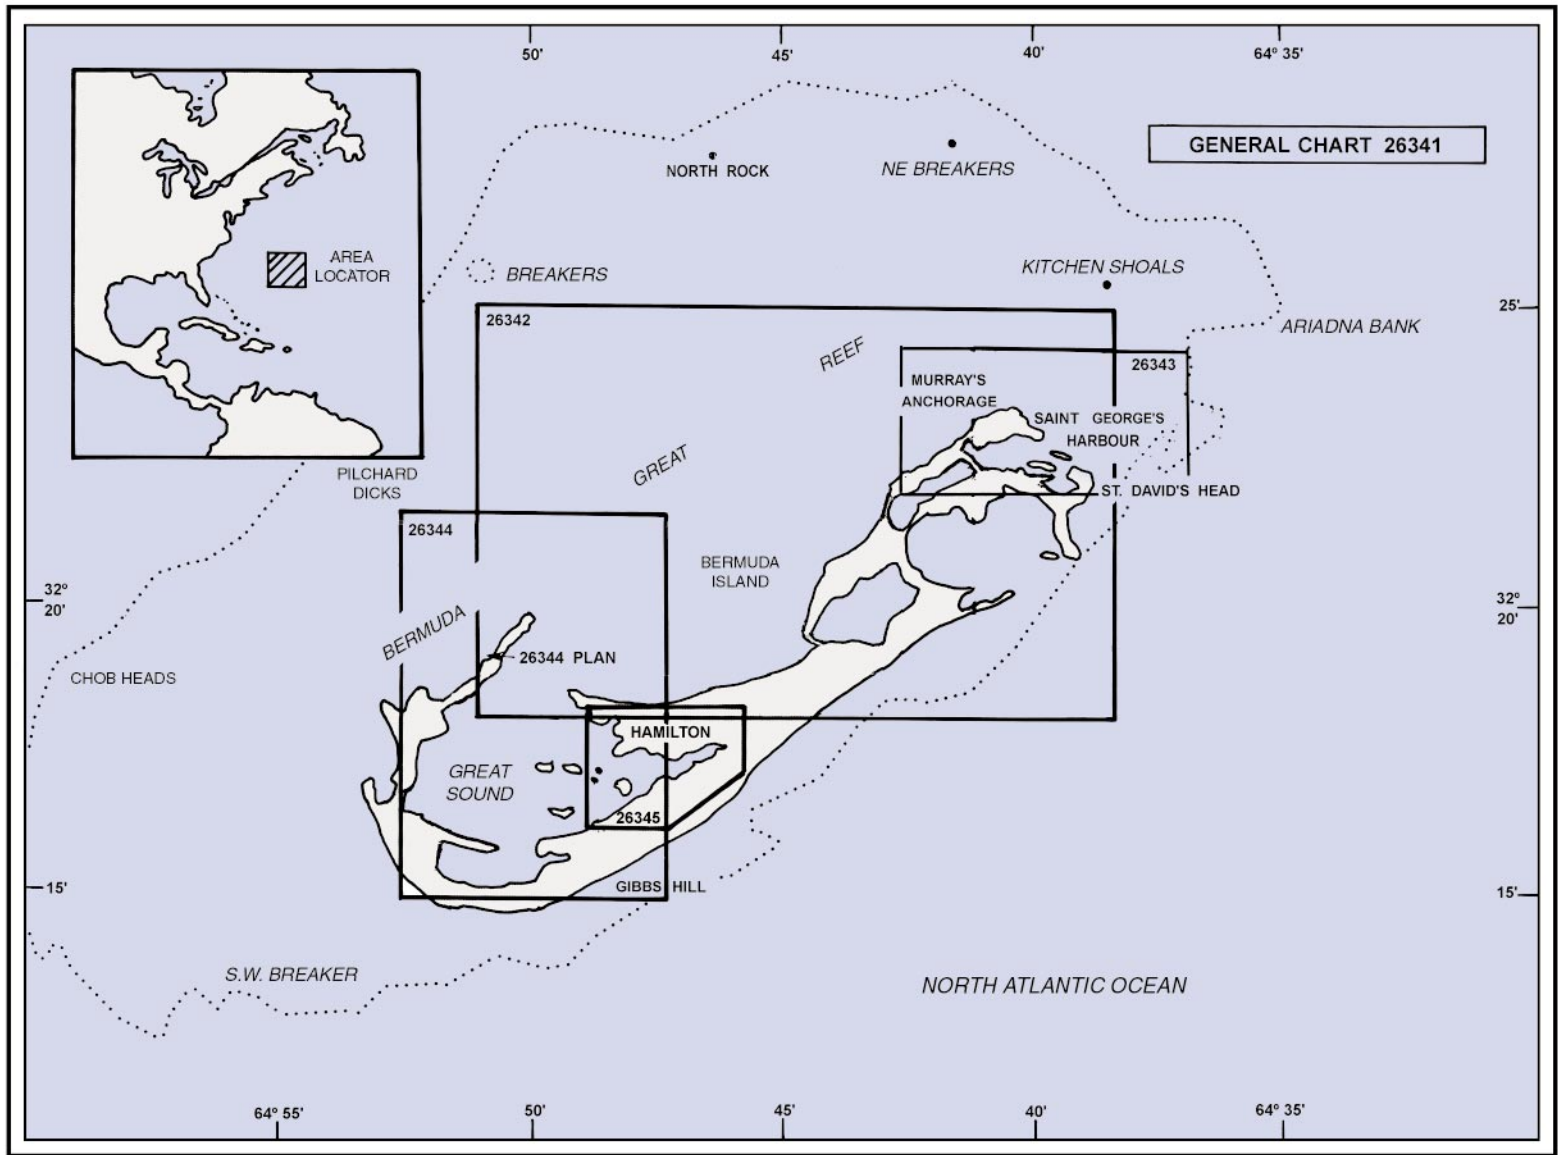 50'
45'
40'
64° 35'
GENERAL CHART 26341
NORTH ROCK
NE BREAKERS
AREA
LOCATOR
BREAKERS
KITCHEN SHOALS
25'
26342
ARIADNA BANK
REEF
26343
MURRAY'S
ANCHORAGE
SAINT GEORGE'S
HARBOUR
GREAT
PILCHARD
DICKS
ST. DAVID'S HEAD
26344
BERMUDA
ISLAND
32°
20'
32°
20'
BERMUDA
26344 PLAN
CHOB HEADS
HAMILTON
GREAT
SOUND
26345
15'
GIBBS HILL
15'
S.W. BREAKER
NORTH ATLANTIC OCEAN
64° 55'
50'
45'
40'
64° 35'